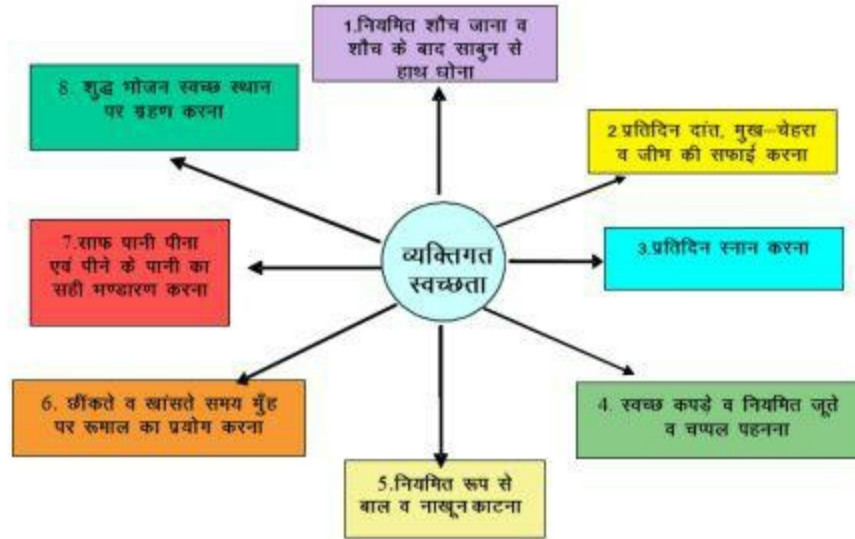 1.नियमित शौच जाना व
शौच के बाद साबुन से
हाथ धोना
2 प्रतिदिन दांत, मुख-चेहरा
व जीभ की सफाई करना
3.प्रतिदिन स्नान करना
4. स्वच्छ कपड़े व नियमित जूते
व चप्पल पहनना
5.नियमित रूप से
बाल व नाखून काटना
6. छींकते व खांसते समय मुँह
पर रूमाल का प्रयोग करना
7.साफ पानी पीना
एवं पीने के पानी का
सही भण्डारण करना
8. शुद्ध भोजन स्वच्छ स्थान
पर ग्रहण करना
व्यक्तिगत
स्वच्छता